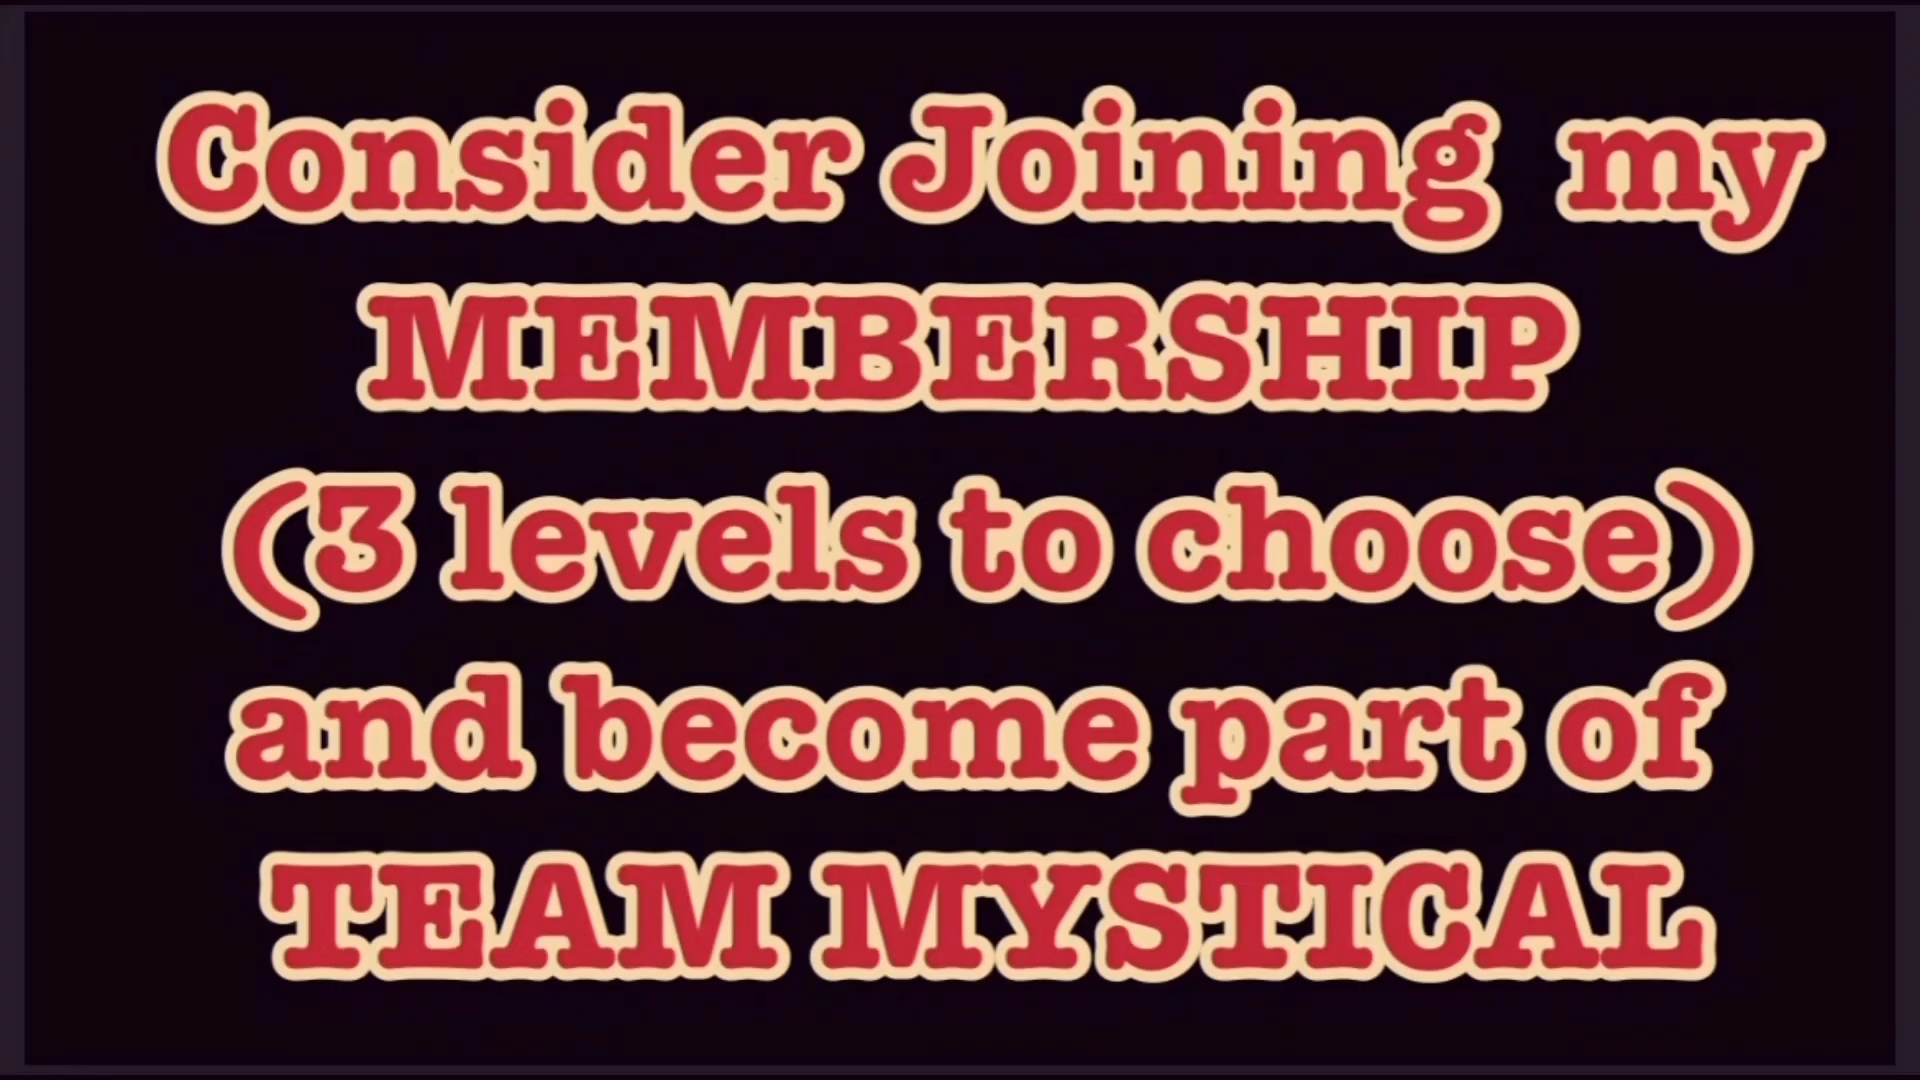 Consider Joining my
MEMBERSHIP
(3 levels to choose)
and become part of
TEAM MYSTICAL